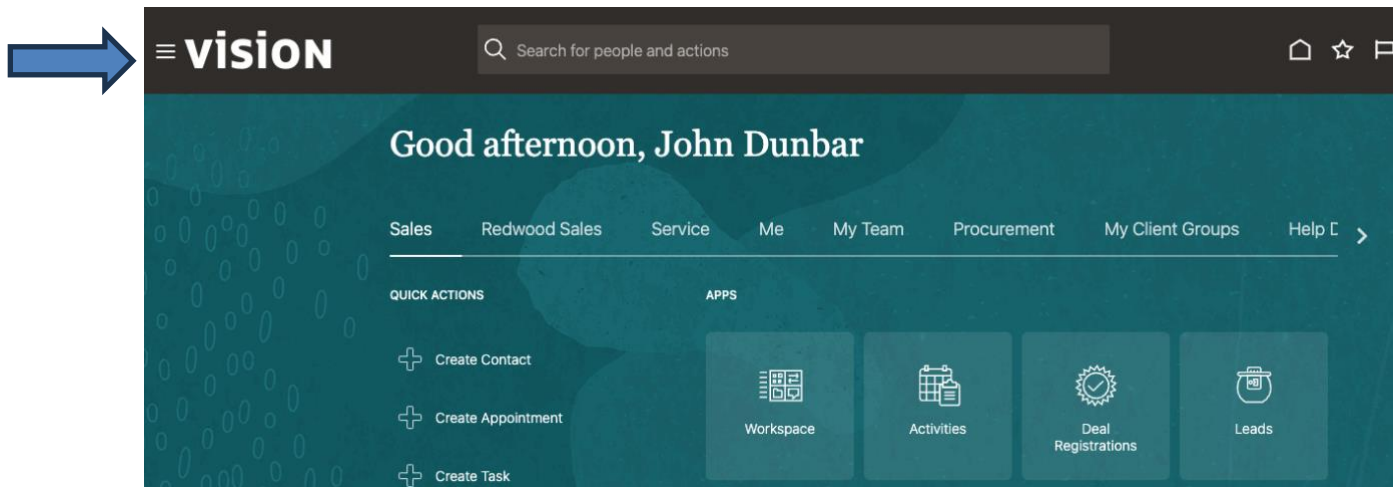 vision
Search for people and actions
Good afternoon, John Dunbar
Sales Redwood Sales Service Me My Team Procurement My Client Groups Help D
QUICK ACTIONS APPS
Create Contact
Create Appointment
Create Task
Workspace Activities Deal Registrations Leads